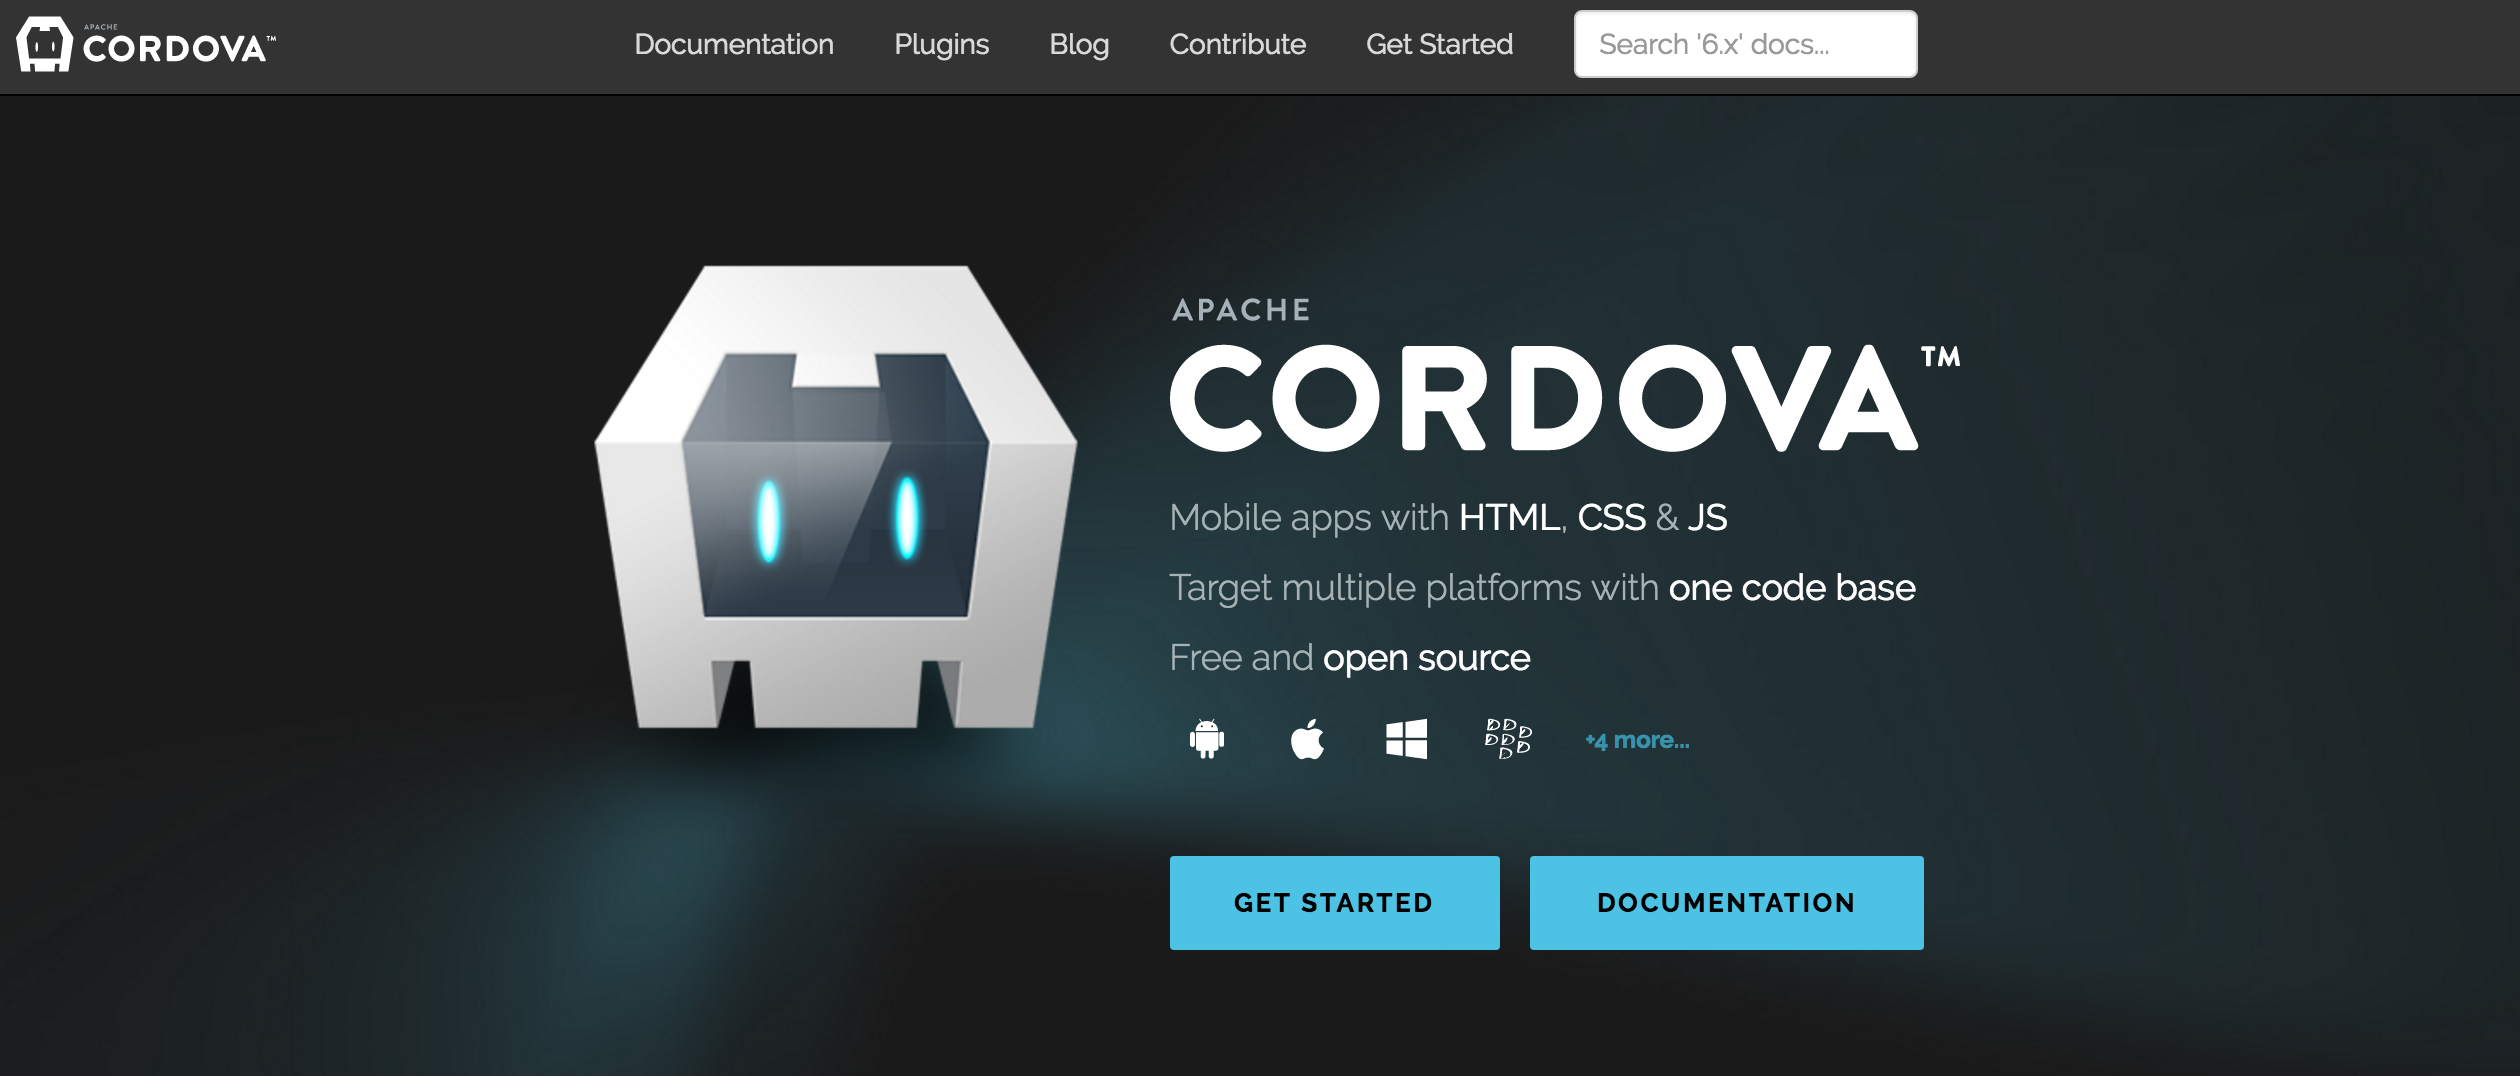 APACHE
CORDOVA™
Documentation
Plugins
Blog
Contribute
Get Started
Search '6.x' docs...
APACHE
CORDOVA™
Mobile apps with HTML, CSS & JS
Target multiple platforms with one code base
Free and open source
+4 more...
GET STARTED
DOCUMENTATION